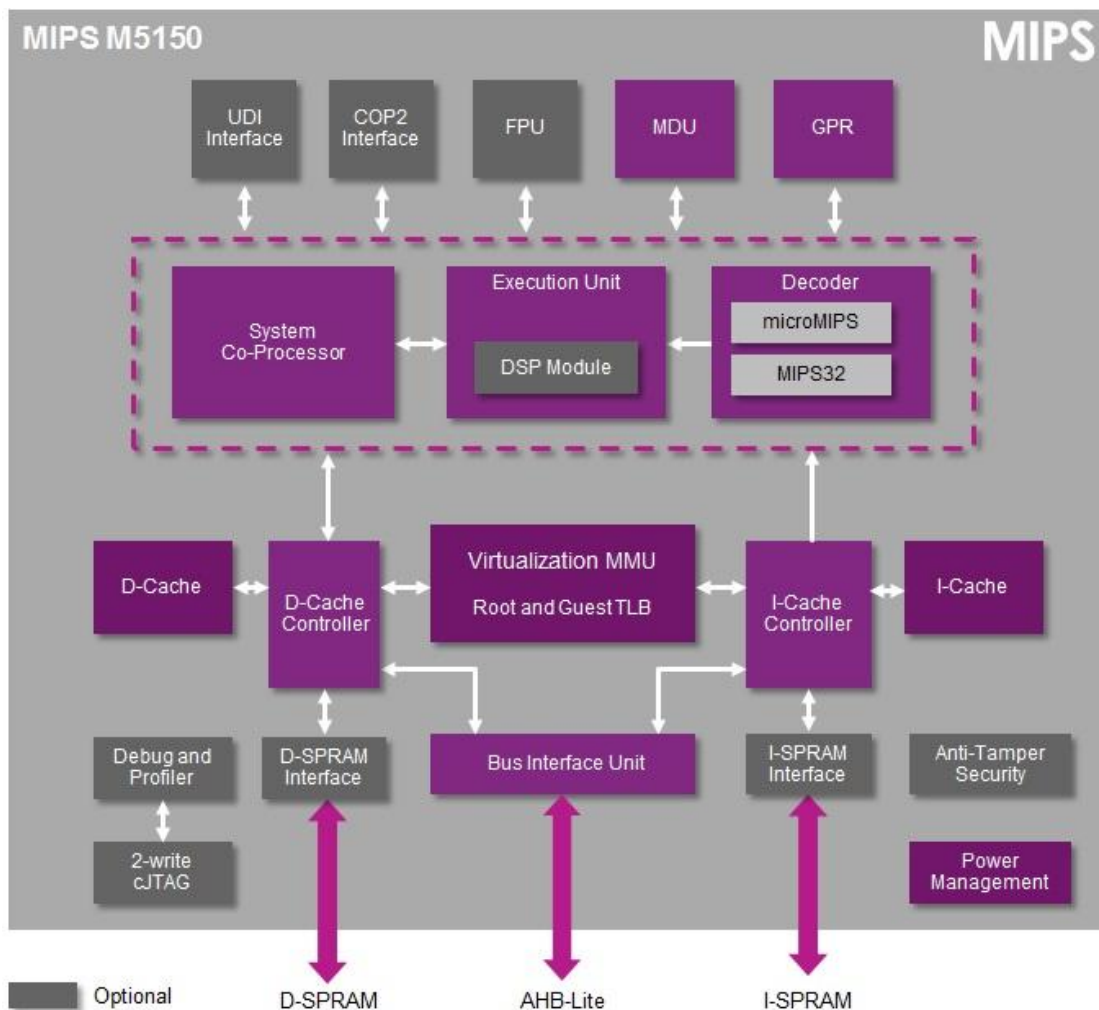 MIPS M5150
MIPS
UDI
Interface
COP2
Interface
FPU
MDU
GPR
System
Co-Processor
Execution Unit
DSP Module
Decoder
microMIPS
MIPS32
D-Cache
D-Cache
Controller
Virtualization MMU
Root and Guest TLB
I-Cache
Controller
I-Cache
Debug and
Profiler
D-SPRAM
Interface
Bus Interface Unit
I-SPRAM
Interface
Anti-Tamper
Security
2-write
cJTAG
Power
Management
Optional
D-SPRAM
AHB-Lite
I-SPRAM